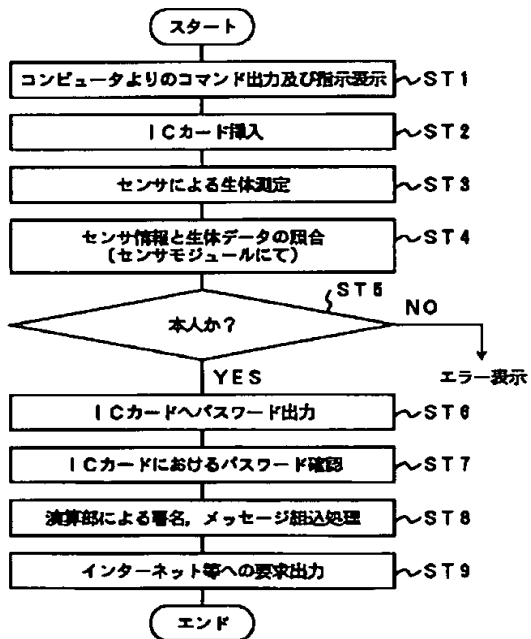 スタート
コンピュータよりのコマンド出力及び指示表示 ~ST1
ICカード挿入 ~ST2
センサによる生体測定 ~ST3
センサ情報と生体データの照合
(センサモジュールにて) ~ST4
ST5
本人か？ NO
エラー表示
YES
ICカードへパスワード出力 ~ST6
ICカードにおけるパスワード確認 ~ST7
演算部による署名，メッセージ組込処理 ~ST8
インターネット等への要求出力 ~ST9
エンド